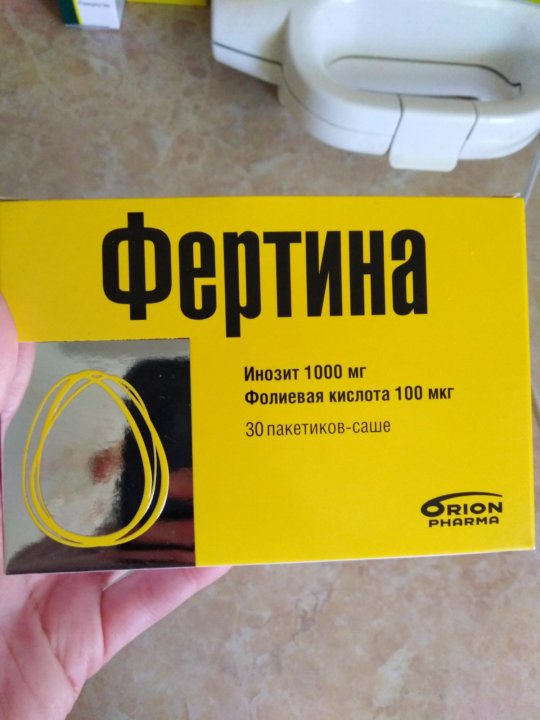 Фертина
Инозит 1000 мг
Фолиевая кислота 100 мкг
30 пакетиков-саше
ORION
PHARMA